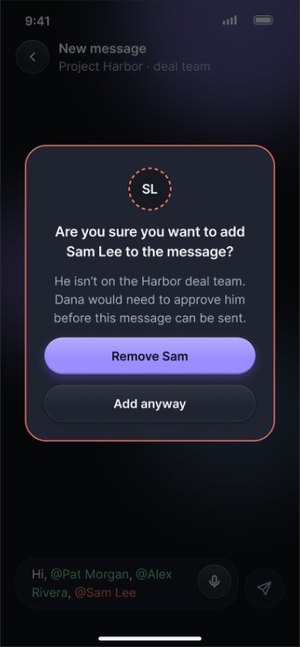 9:41
New message
Project Harbor · deal team
SL
Are you sure you want to add
Sam Lee to the message?
He isn’t on the Harbor deal team.
Dana would need to approve him
before this message can be sent.
Remove Sam
Add anyway
Hi, @Pat Morgan, @Alex
Rivera, @Sam Lee